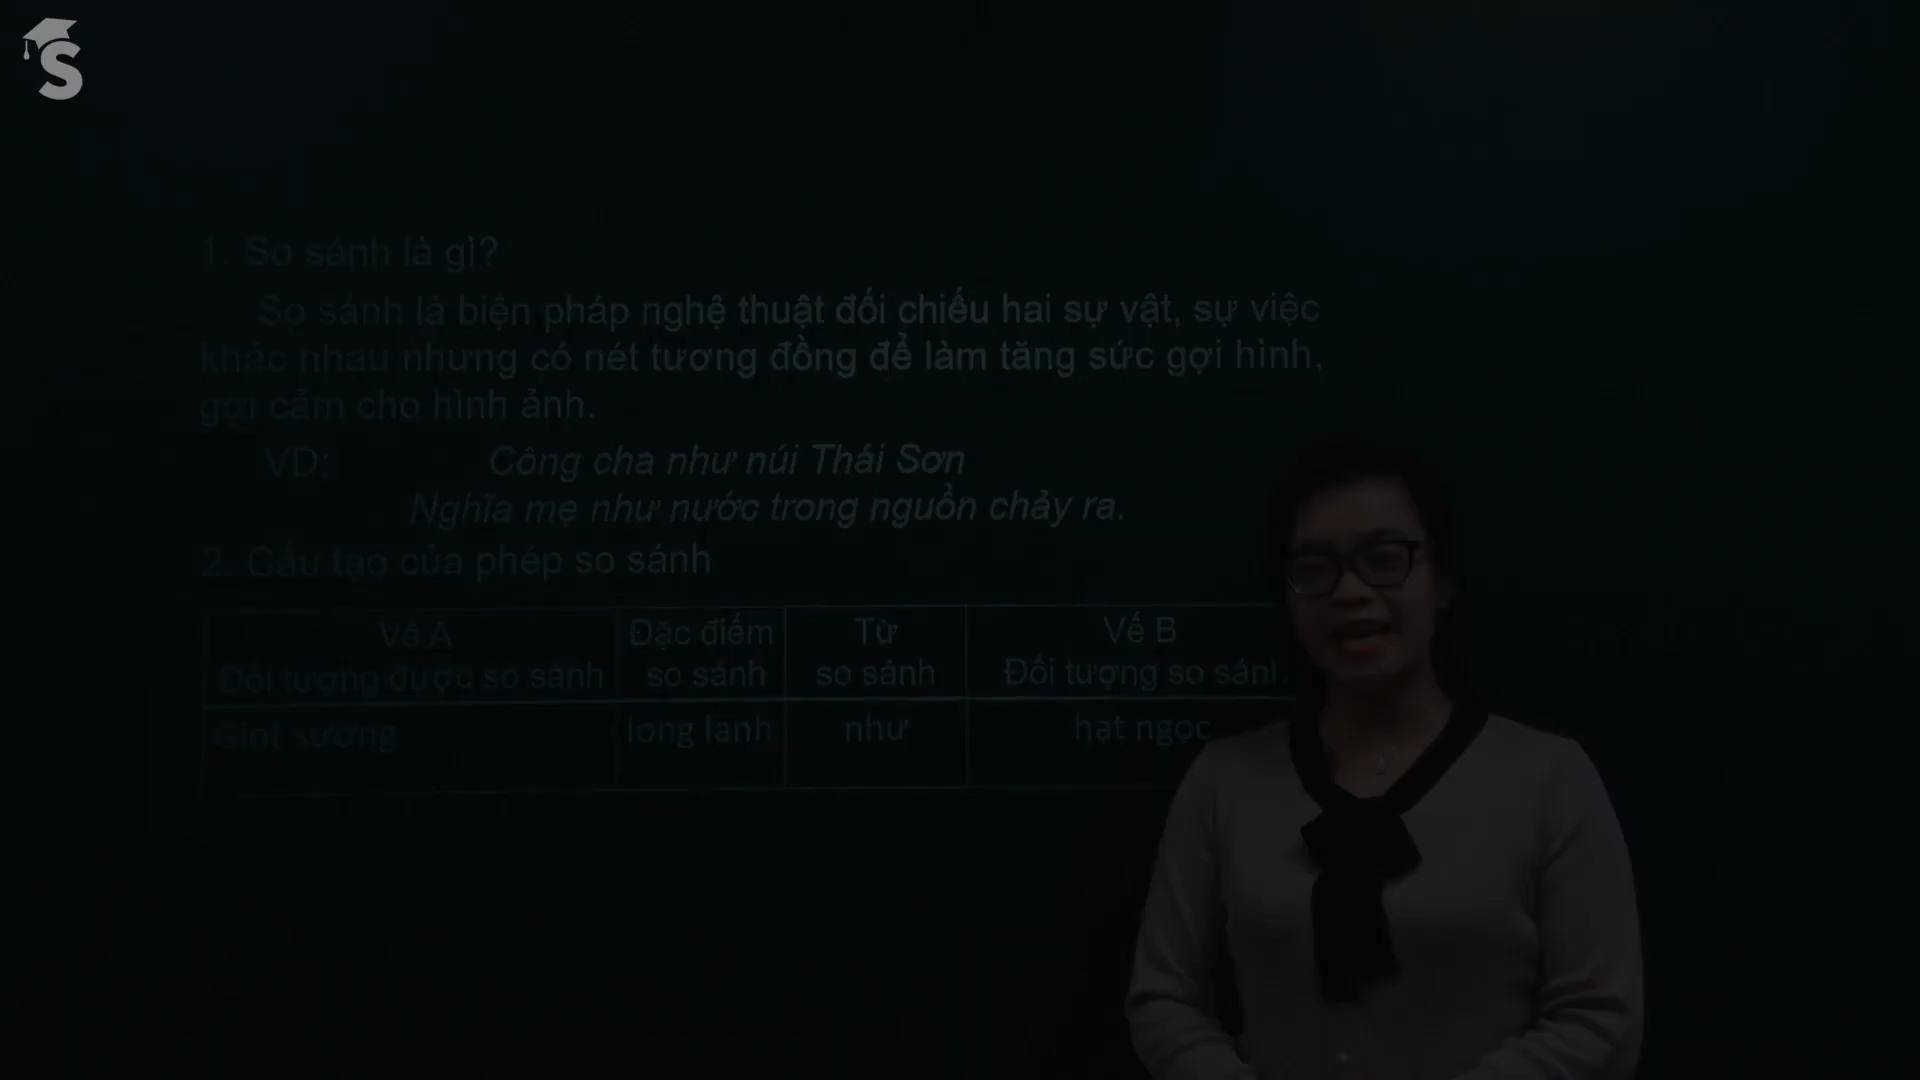 S
1. So sánh là gì?
So sánh là biện pháp nghệ thuật đối chiếu hai sự vật, sự việc
khác nhau nhưng có nét tương đồng để làm tăng sức gợi hình,
gợi cảm cho hình ảnh.
VD: Công cha như núi Thái Sơn
Nghĩa mẹ như nước trong nguồn chảy ra.
2. Cấu tạo của phép so sánh
Vế A Đặc điểm Từ Vế B
Đối tượng được so sánh so sánh so sánh Đối tượng so sánh
Giọt sương long lanh như hạt ngọc